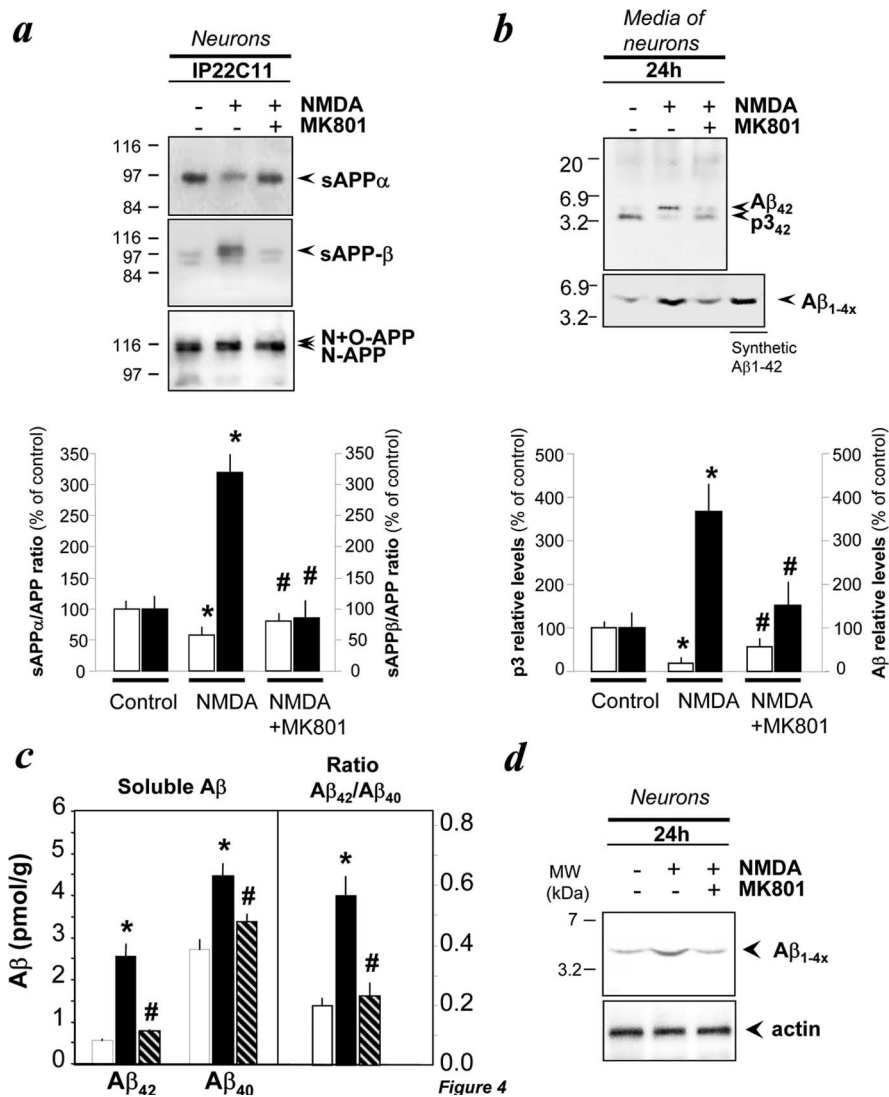 a
Neurons
IP22C11
- + + NMDA
- - + MK801
116
97
84
sAPPα
116
97
84
sAPP-β
116
97
N+O-APP
N-APP
sAPPα/APP ratio (% of control)
350
300
250
200
150
100
50
0
*
*
# #
350
300
250
200
150
100
50
0
sAPPβ/APP ratio (% of control)
Control NMDA NMDA
+MK801
b
Media of
neurons
24h
- + + NMDA
- - + MK801
20
6.9
3.2
Aβ42
p342
6.9
3.2
Aβ1-4x
Synthetic
Aβ1-42
p3 relative levels (% of control)
500
400
300
200
100
0
*
*
#
#
500
400
300
200
100
0
Aβ relative levels (% of control)
Control NMDA NMDA
+MK801
c
Soluble Aβ
Ratio
Aβ42/Aβ40
Aβ (pmol/g)
6
5
4
3
2
1
0
*
#
*
#
*
#
0.8
0.6
0.4
0.2
0.0
Aβ42 Aβ40
Figure 4
d
Neurons
24h
MW
(kDa)
- + + NMDA
- - + MK801
7
3.2
Aβ1-4x
actin